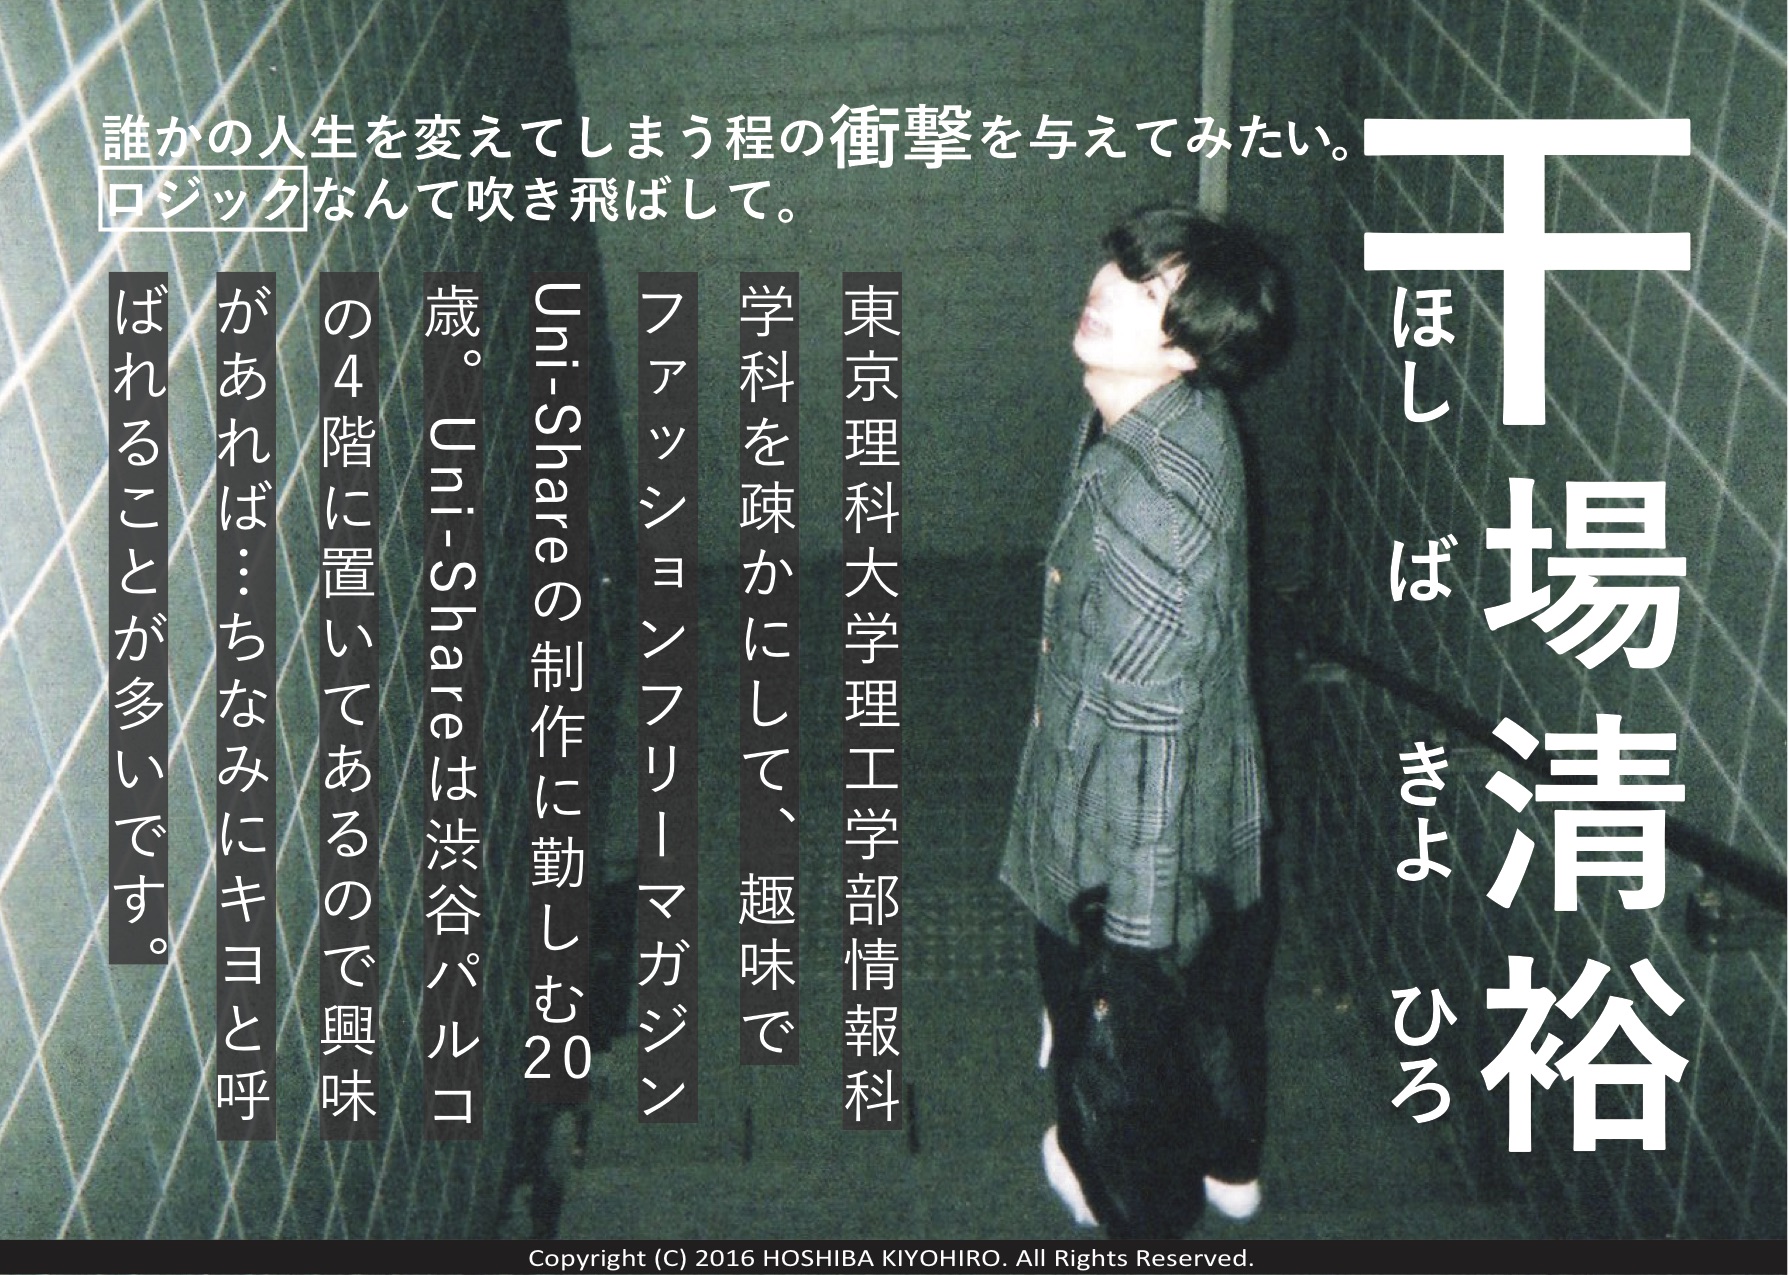 誰かの人生を変えてしまう程の衝撃を与えてみたい。
ロジックなんて吹き飛ばして。
干場清裕
ほし ば きよ ひろ
東京理科大学理工学部情報科
学科を疎かにして、趣味で
ファッションフリーマガジン
Uni-Shareの制作に勤しむ20
歳。Uni-Shareは渋谷パルコ
の4階に置いてあるので興味
があれば…ちなみにキヨと呼
ばれることが多いです。
Copyright (C) 2016 HOSHIBA KIYOHIRO. All Rights Reserved.